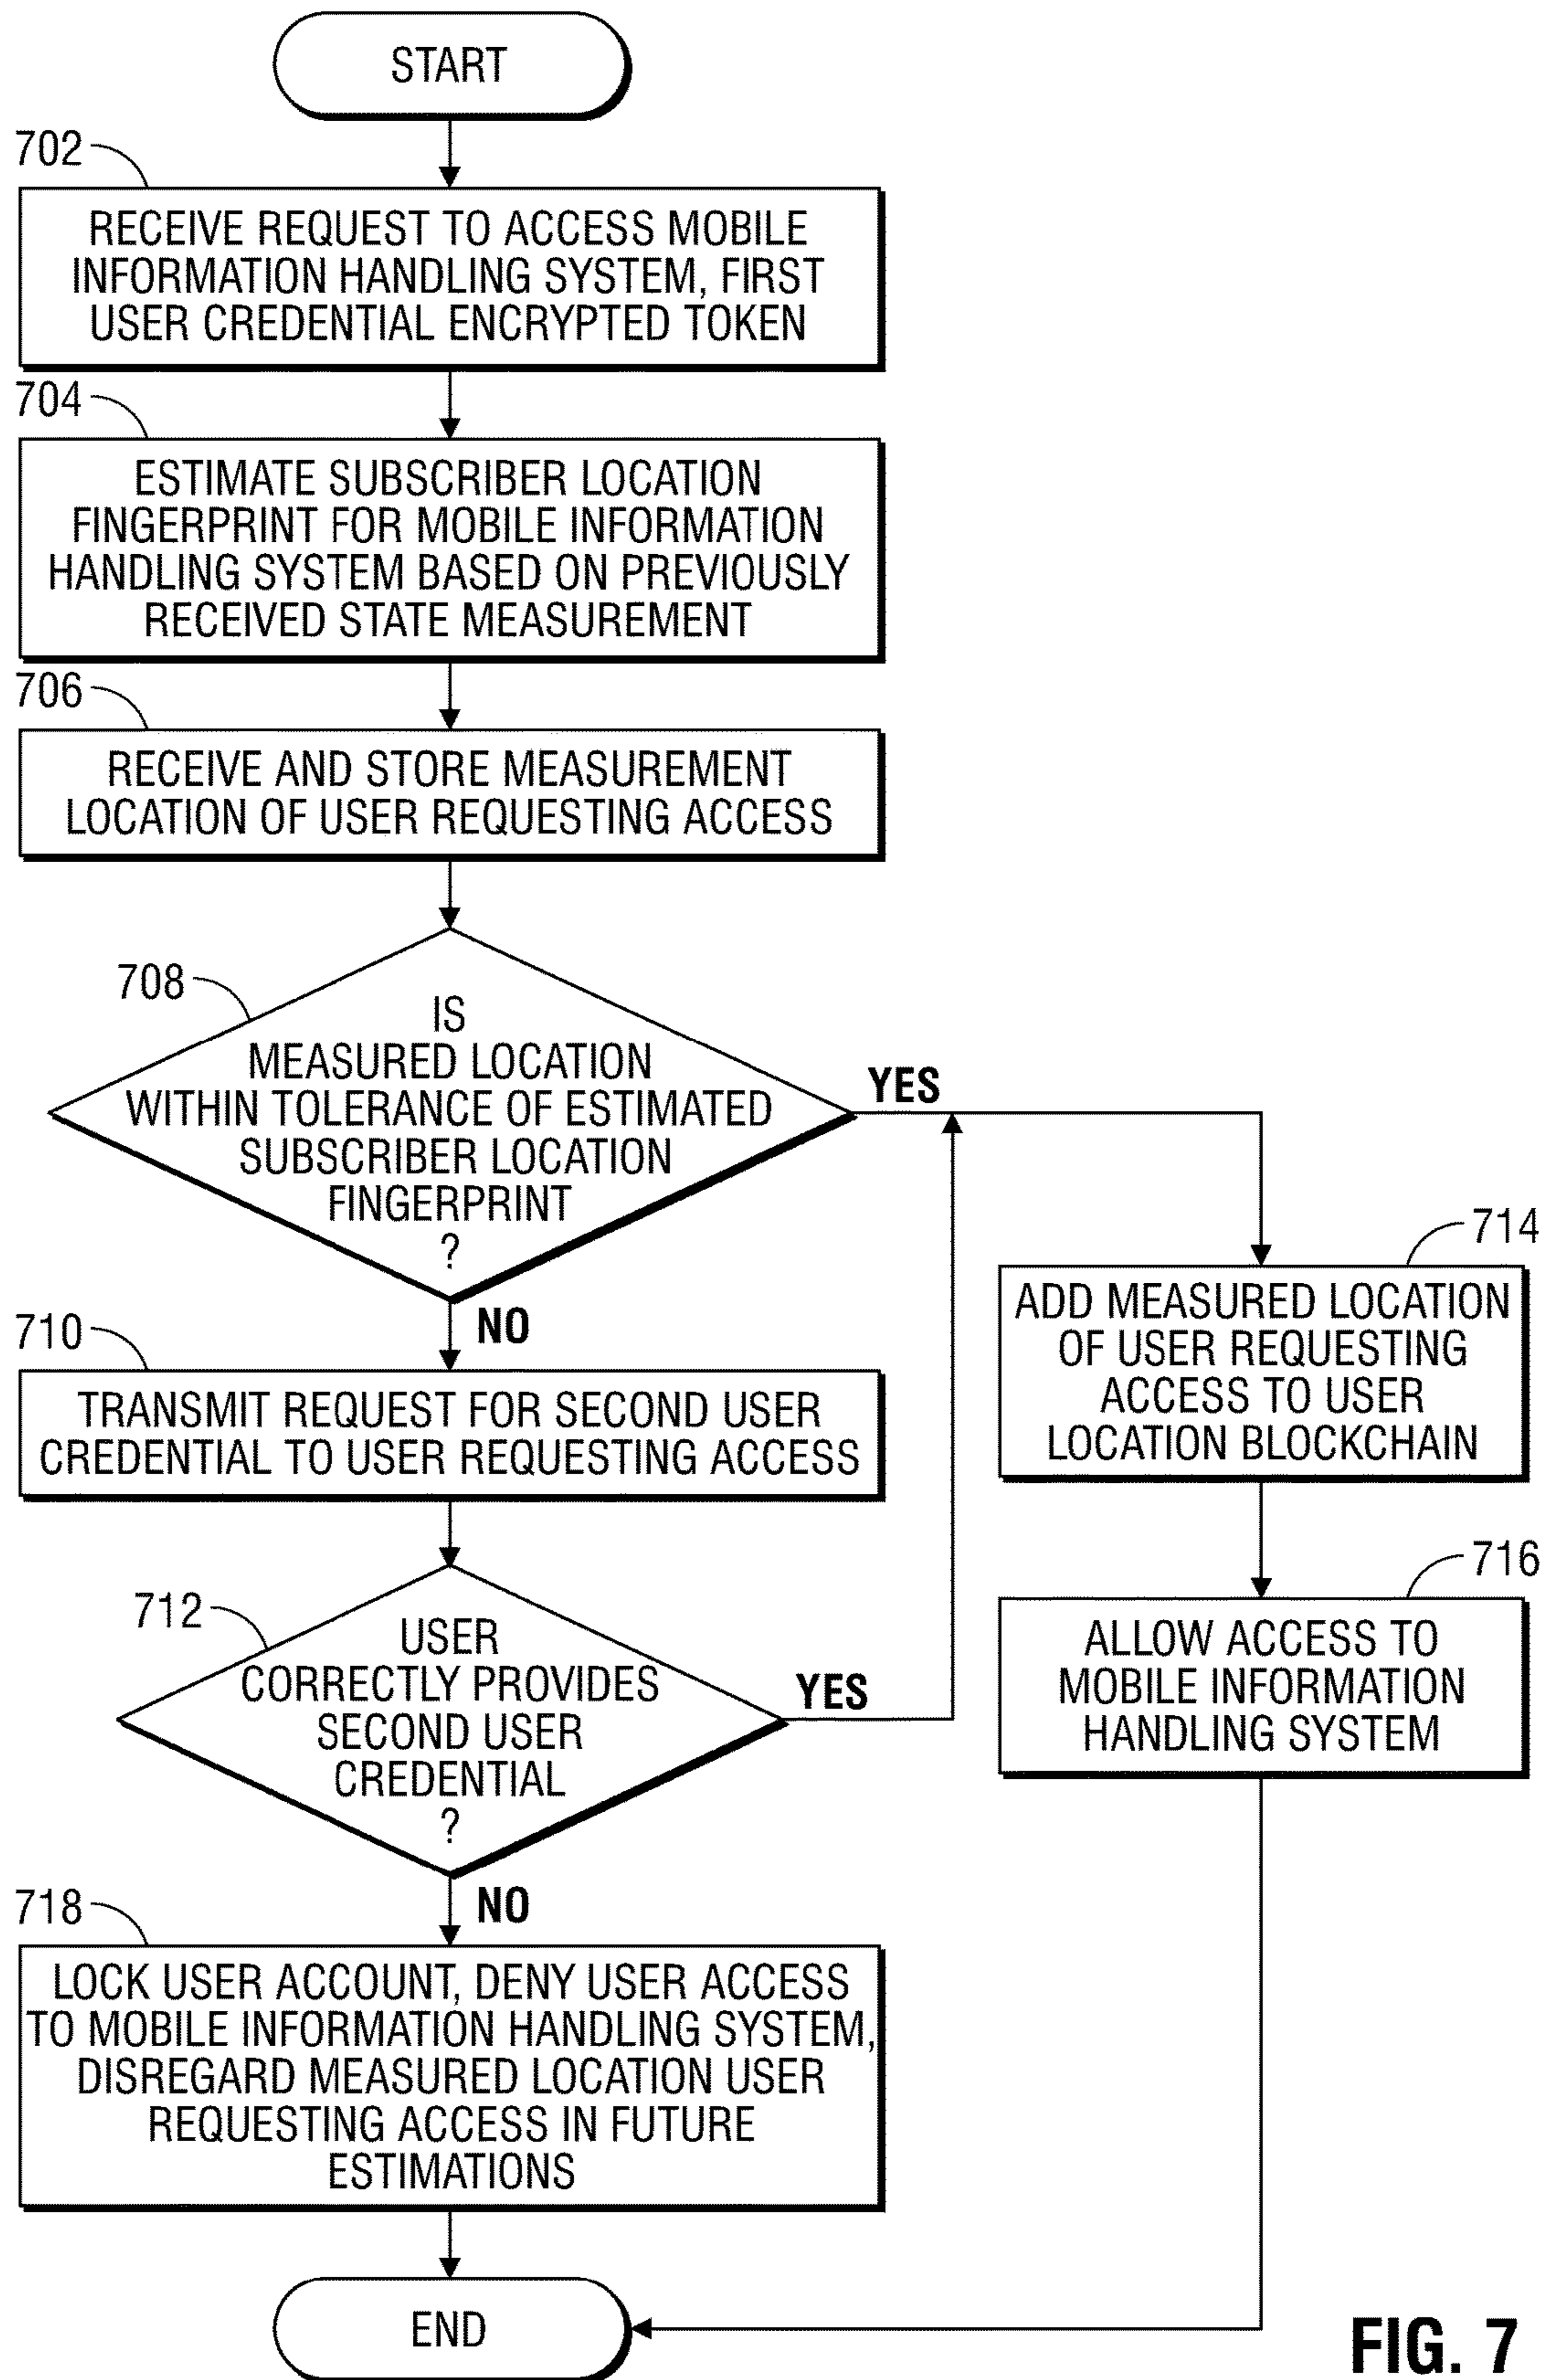 START
702
RECEIVE REQUEST TO ACCESS MOBILE
INFORMATION HANDLING SYSTEM, FIRST
USER CREDENTIAL ENCRYPTED TOKEN
704
ESTIMATE SUBSCRIBER LOCATION
FINGERPRINT FOR MOBILE INFORMATION
HANDLING SYSTEM BASED ON PREVIOUSLY
RECEIVED STATE MEASUREMENT
706
RECEIVE AND STORE MEASUREMENT
LOCATION OF USER REQUESTING ACCESS
708
IS
MEASURED LOCATION
WITHIN TOLERANCE OF ESTIMATED
SUBSCRIBER LOCATION
FINGERPRINT
?
YES
NO
710
TRANSMIT REQUEST FOR SECOND USER
CREDENTIAL TO USER REQUESTING ACCESS
712
USER
CORRECTLY PROVIDES
SECOND USER
CREDENTIAL
?
YES
NO
714
ADD MEASURED LOCATION
OF USER REQUESTING
ACCESS TO USER
LOCATION BLOCKCHAIN
716
ALLOW ACCESS TO
MOBILE INFORMATION
HANDLING SYSTEM
718
LOCK USER ACCOUNT, DENY USER ACCESS
TO MOBILE INFORMATION HANDLING SYSTEM,
DISREGARD MEASURED LOCATION USER
REQUESTING ACCESS IN FUTURE
ESTIMATIONS
END
FIG. 7